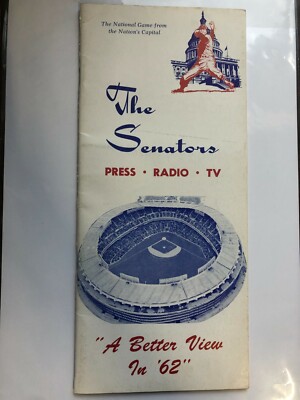 The National Game from
the Nation's Capital
The
Senators
PRESS • RADIO • TV
"A Better View
In '62"